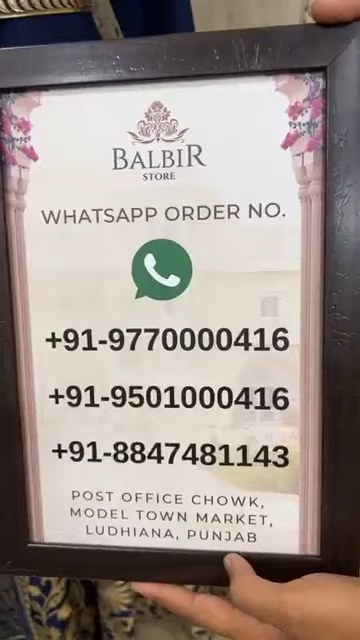 BALBIR
STORE
WHATSAPP ORDER NO.
+91-9770000416
+91-9501000416
+91-8847481143
POST OFFICE CHOWK,
MODEL TOWN MARKET,
LUDHIANA, PUNJAB